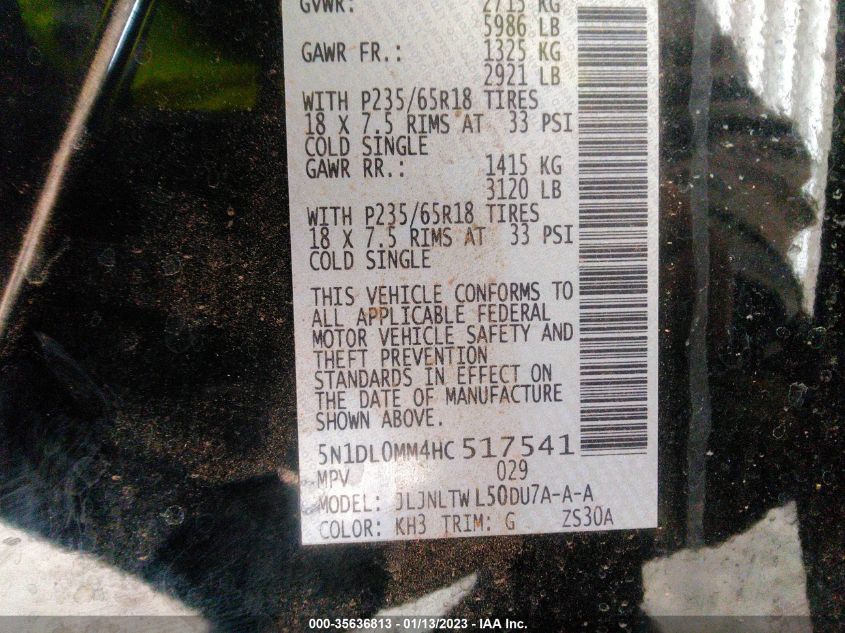 GVWR: 2715 KG
5986 LB
GAWR FR.: 1325 KG
2921 LB
WITH P235/65R18 TIRES
18 X 7.5 RIMS AT 33 PSI
COLD SINGLE
GAWR RR.: 1415 KG
3120 LB
WITH P235/65R18 TIRES
18 X 7.5 RIMS AT 33 PSI
COLD SINGLE
THIS VEHICLE CONFORMS TO
ALL APPLICABLE FEDERAL
MOTOR VEHICLE SAFETY AND
THEFT PREVENTION
STANDARDS IN EFFECT ON
THE DATE OF MANUFACTURE
SHOWN ABOVE.
5N1DL0MM4HC 517541
MPV 029
MODEL: JLJNLTW L50DU7A-A-A
COLOR: KH3 TRIM: G ZS30A
000-35636813 - 01/13/2023 - IAA Inc.